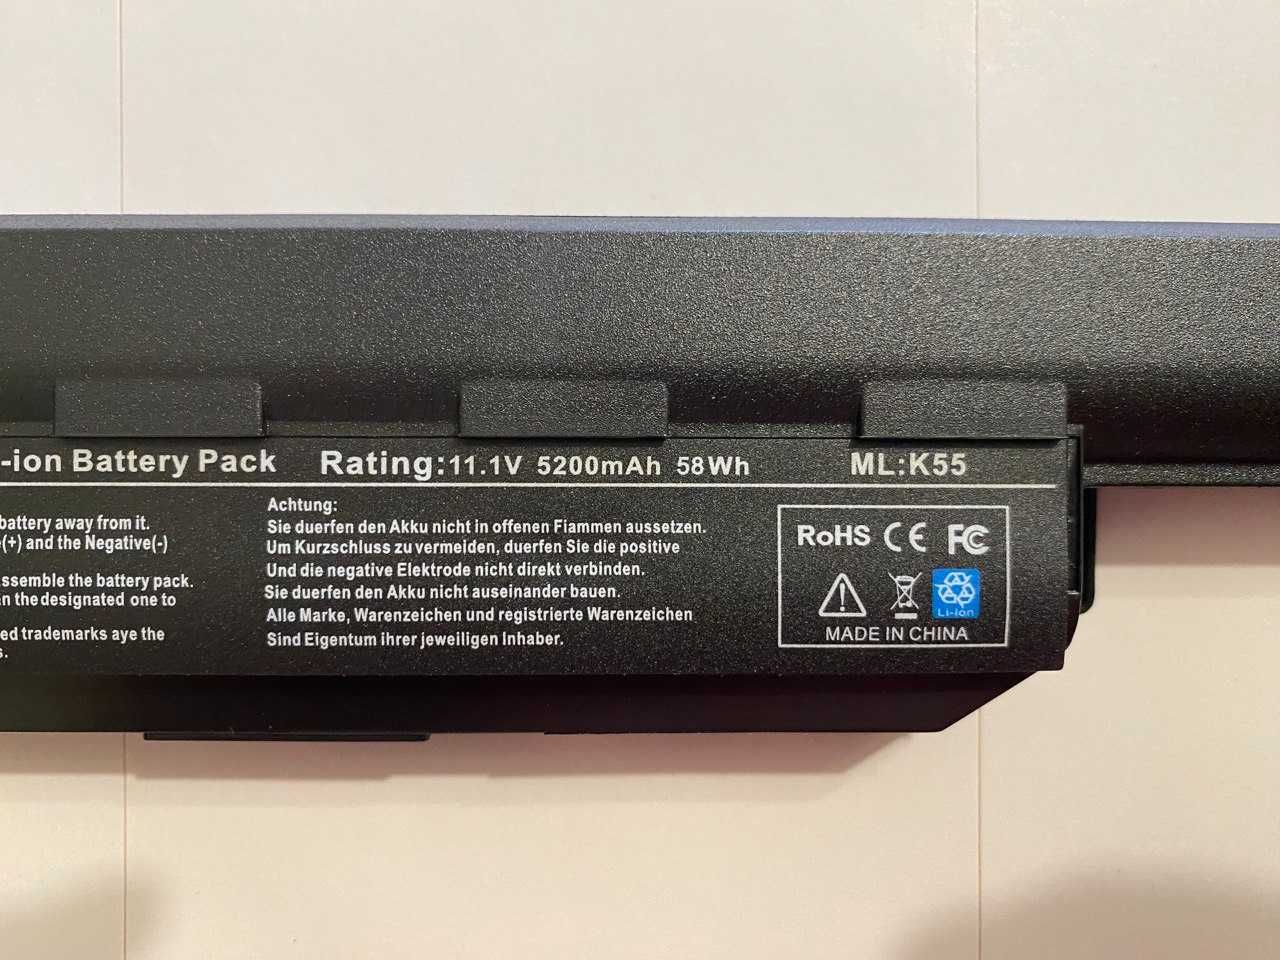 -ion Battery Pack Rating:11.1V 5200mAh 58Wh ML:K55
battery away from it.
e(+) and the Negative(-)
ssemble the battery pack.
an the designated one to
ed trademarks aye the
s.
Achtung:
Sie duerfen den Akku nicht in offenen Fiammen aussetzen.
Um Kurzschluss zu vermeiden, duerfen Sie die positive
Und die negative Elektrode nicht direkt verbinden.
Sie duerfen den Akku nicht auseinander bauen.
Alle Marke, Warenzeichen und registrierte Warenzeichen
Sind Eigentum ihrer jeweiligen Inhaber.
RoHS CE FC
Li-ion
MADE IN CHINA